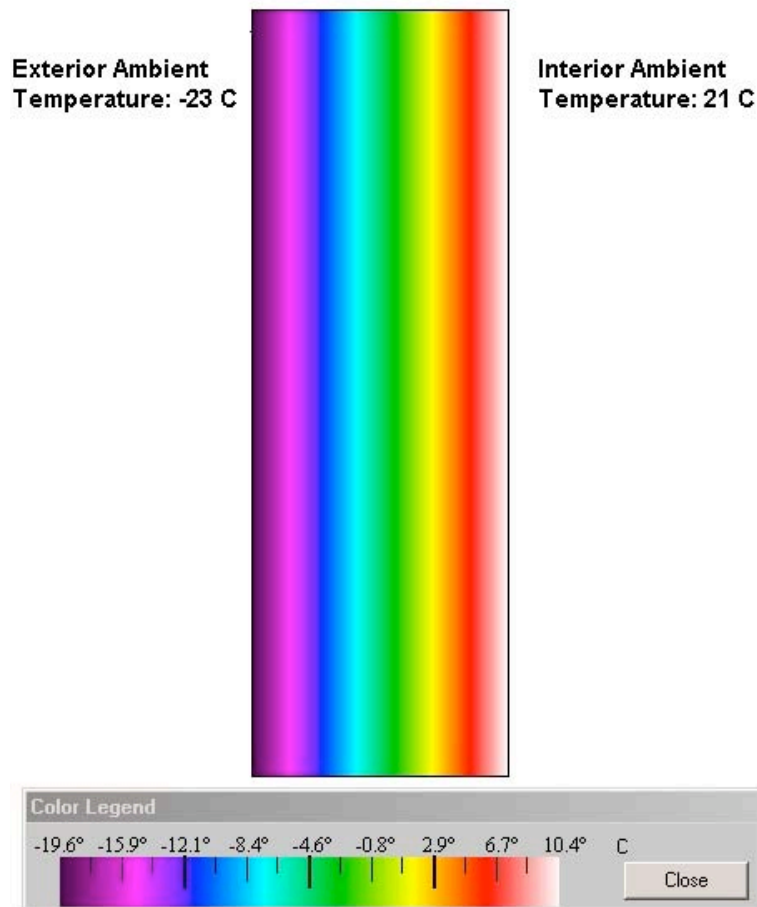 Exterior Ambient
Temperature: -23 C
Interior Ambient
Temperature: 21 C
Color Legend
-19.6° -15.9° -12.1° -8.4° -4.6° -0.8° 2.9° 6.7° 10.4° C
Close